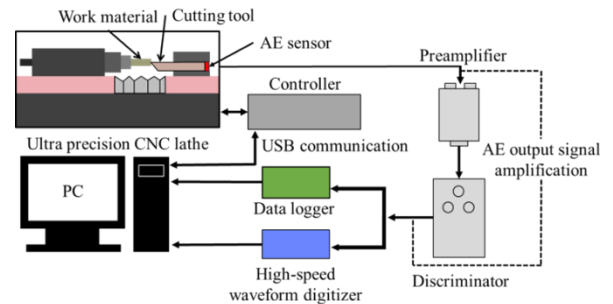 Work material
Cutting tool
AE sensor
Preamplifier
Controller
Ultra precision CNC lathe
USB communication
AE output signal
amplification
PC
Data logger
High-speed
waveform digitizer
Discriminator